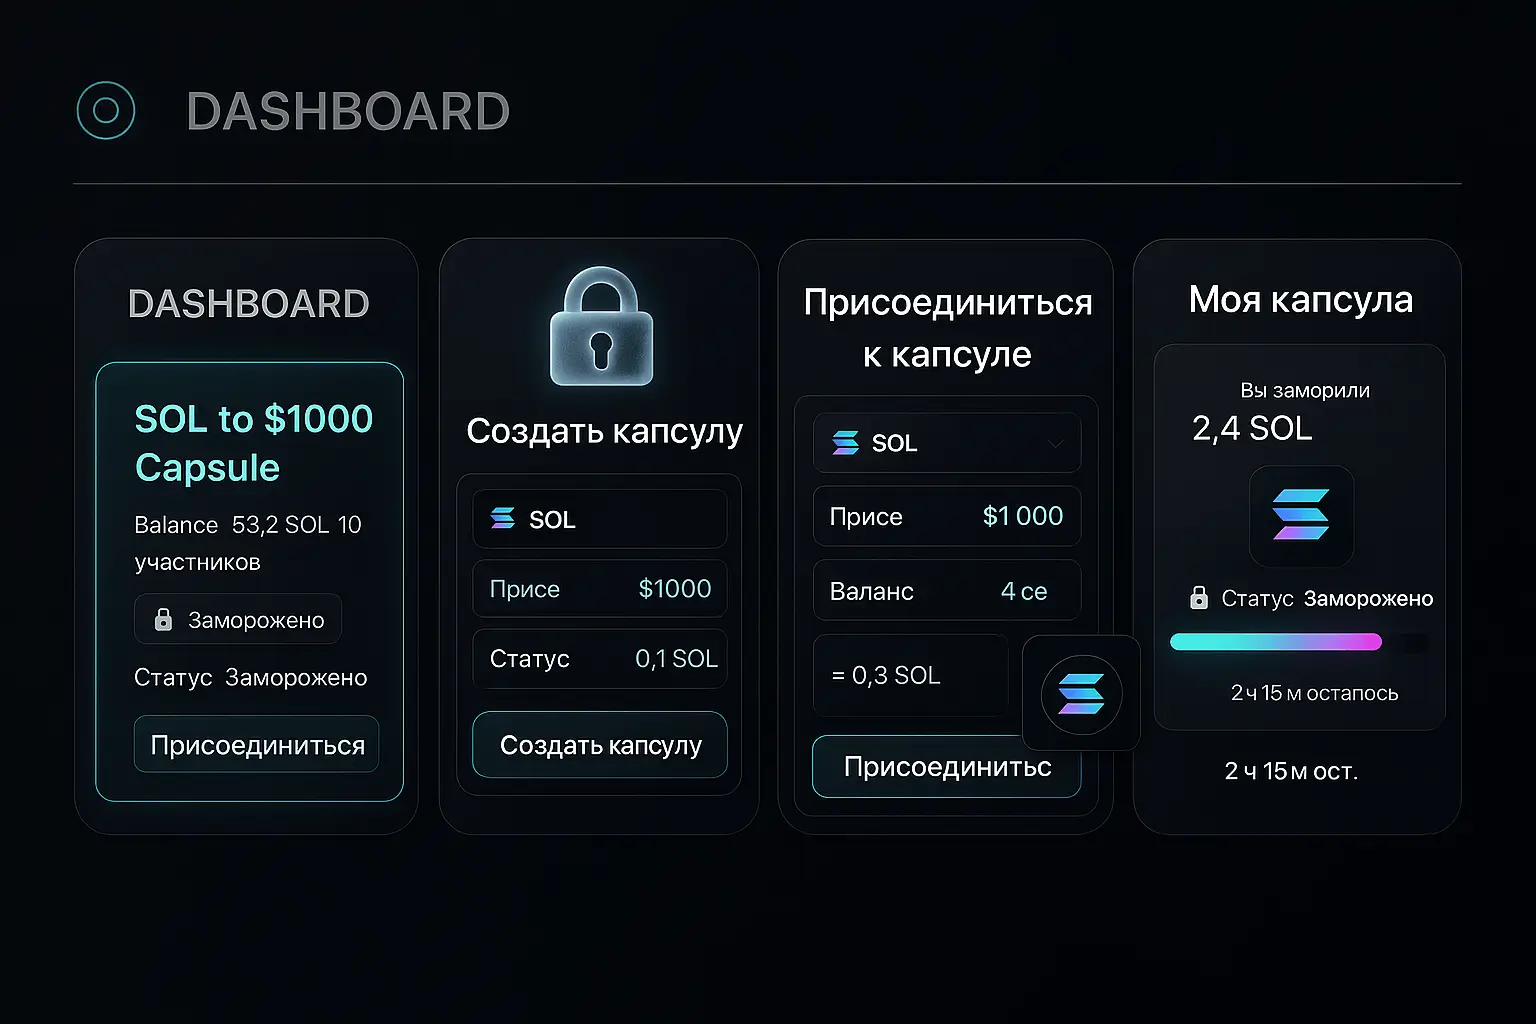 DASHBOARD
DASHBOARD
SOL to $1000
Capsule
Balance 53,2 SOL 10
участников
Заморожено
Статус Заморожено
Присоединиться
Создать капсулу
SOL
Присе $1000
Статус 0,1 SOL
Создать капсулу
Присоединиться
к капсуле
SOL
Присе $1 000
Валанс 4 се
= 0,3 SOL
Присоединитьс
Моя капсула
Вы заморили
2,4 SOL
Статус Заморожено
2 ч 15 м остапось
2 ч 15 м ост.